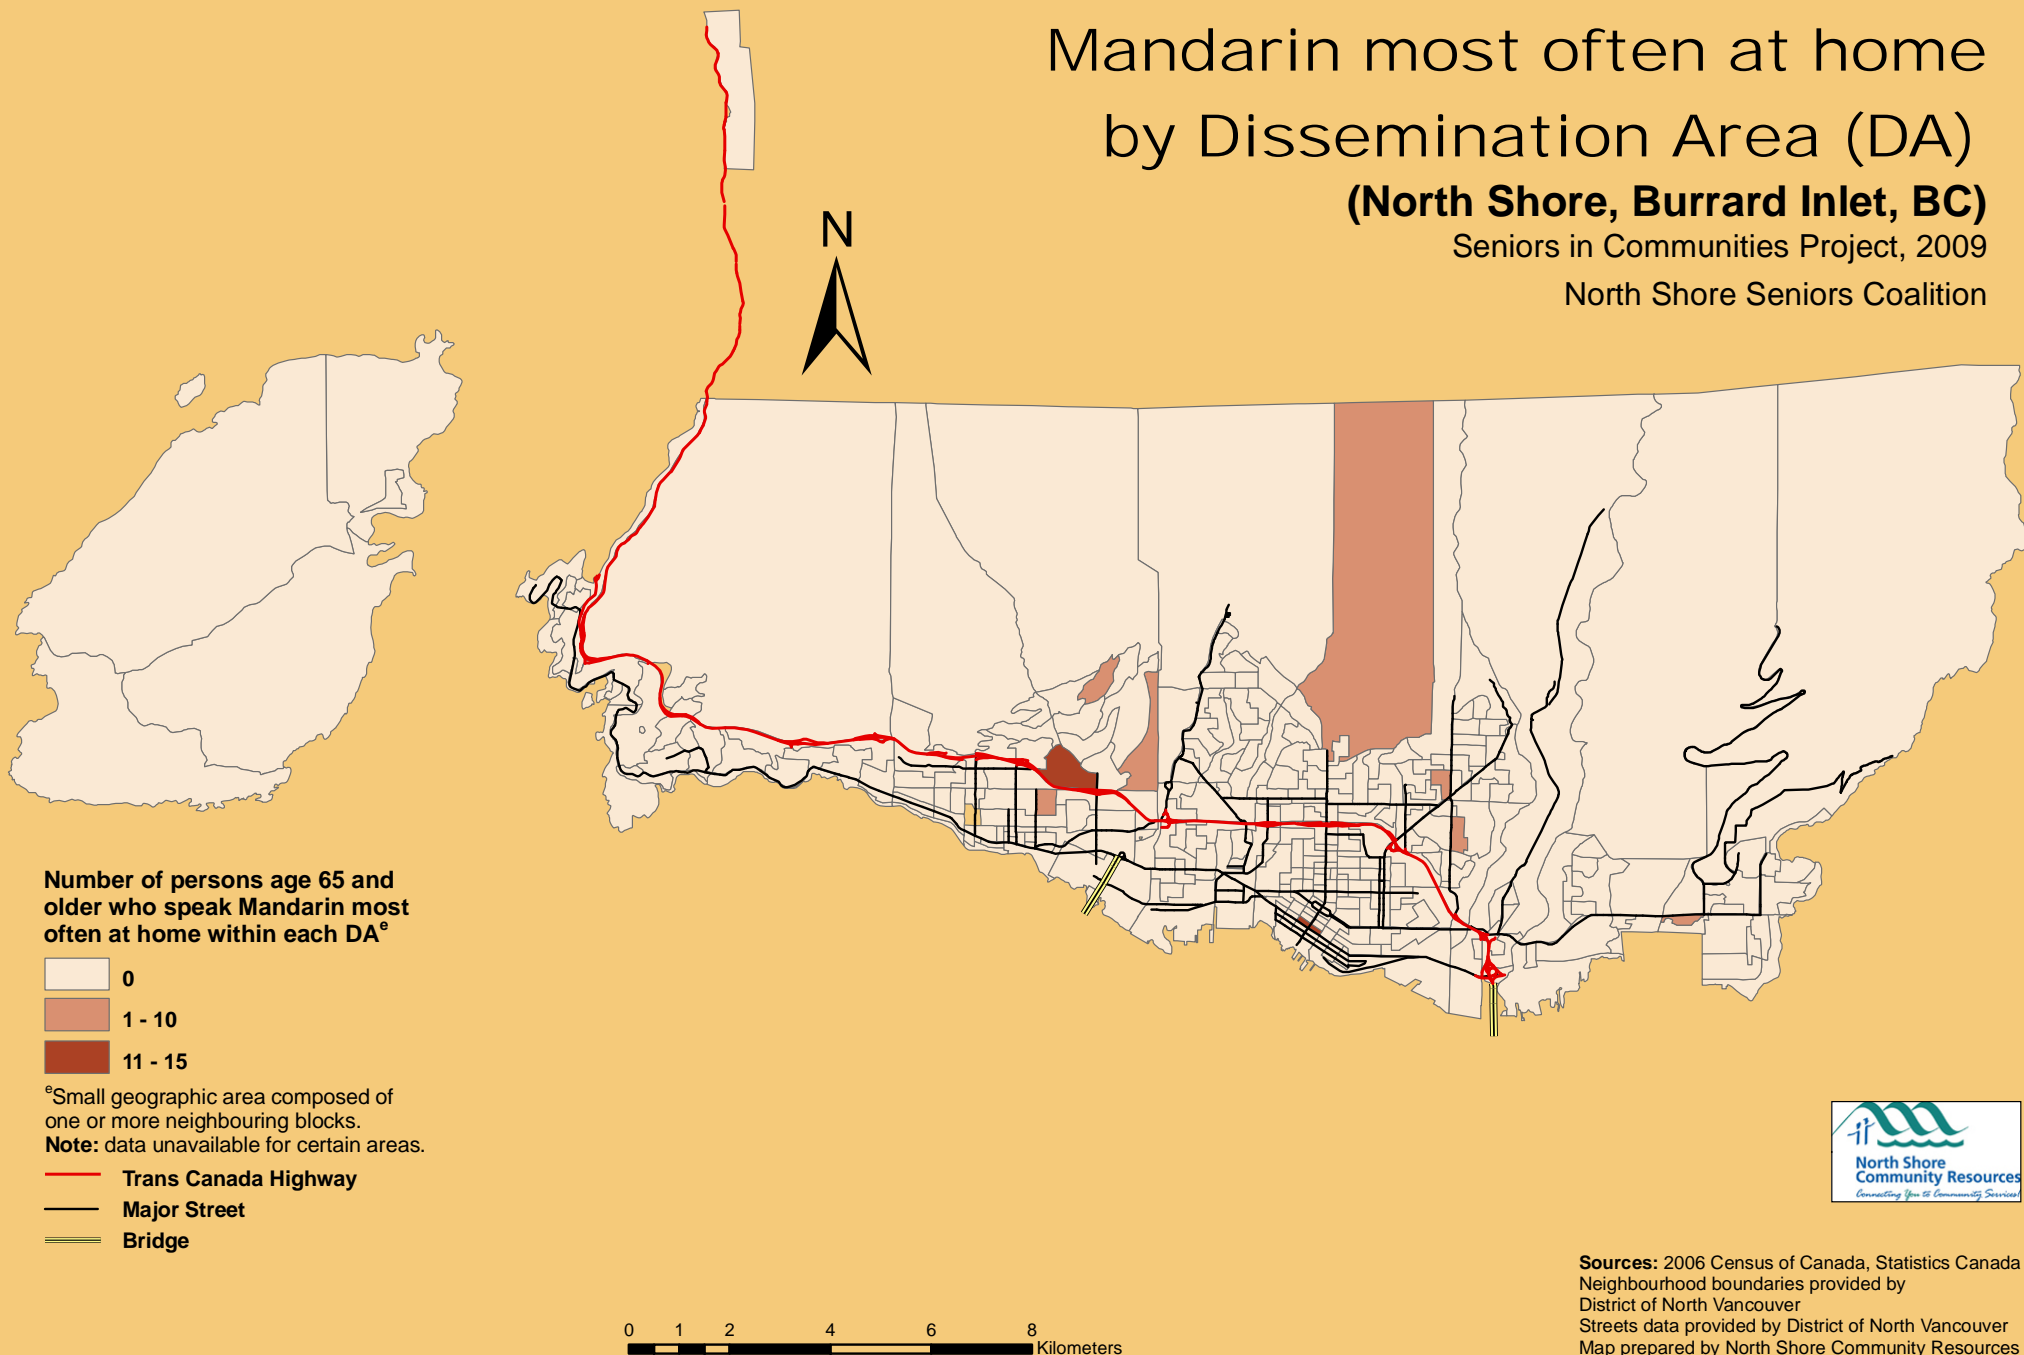 Mandarin most often at home
by Dissemination Area (DA)
(North Shore, Burrard Inlet, BC)
Seniors in Communities Project, 2009
North Shore Seniors Coalition
N
Number of persons age 65 and
older who speak Mandarin most
often at home within each DAᵉ
0
1 - 10
11 - 15
ᵉSmall geographic area composed of
one or more neighbouring blocks.
Note: data unavailable for certain areas.
Trans Canada Highway
Major Street
Bridge
North Shore
Community Resources
Connecting You to Community Services!
Sources: 2006 Census of Canada, Statistics Canada
Neighbourhood boundaries provided by
District of North Vancouver
Streets data provided by District of North Vancouver
Map prepared by North Shore Community Resources
0 1 2 4 6 8
Kilometers